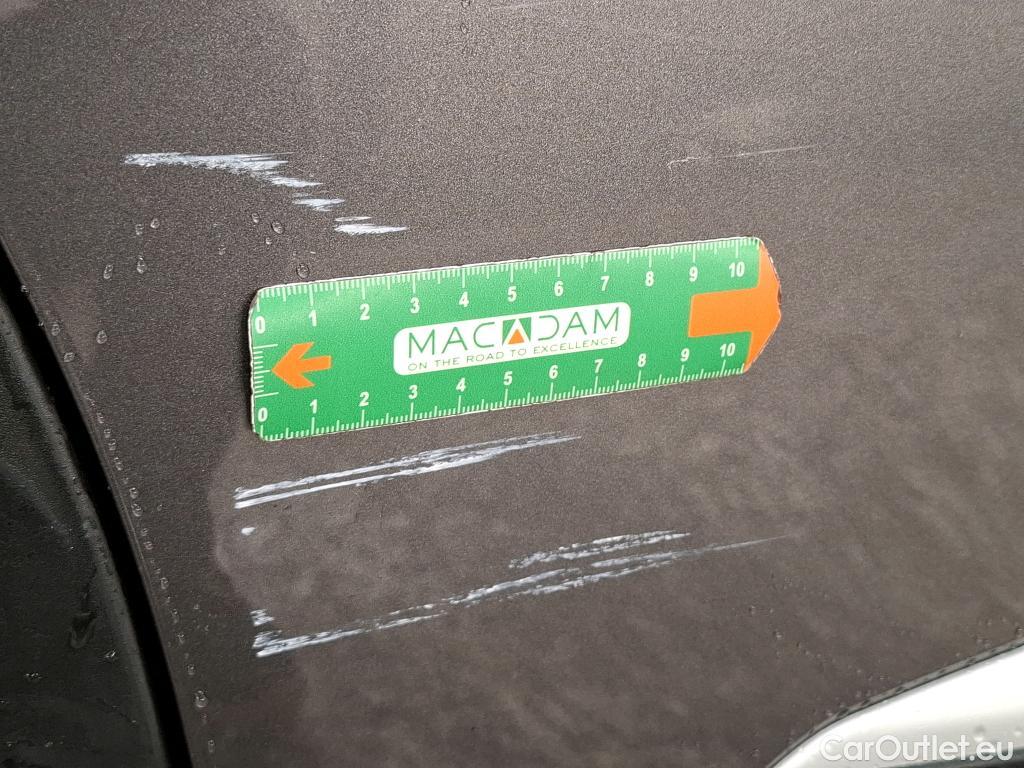 0 1 2 3 4 5 6 7 8 9 10
MACADAM
ON THE ROAD TO EXCELLENCE
0 1 2 3 4 5 6 7 8 9 10
CarOutlet.eu